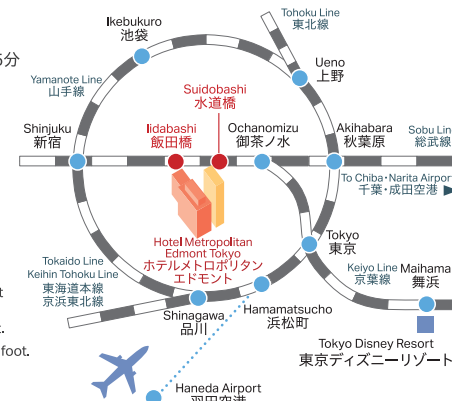 Tohoku Line
東北線
Ikebukuro
池袋
5分
Ueno
上野
Yamanote Line
山手線
Suidobashi
水道橋
Shinjuku
新宿
Iidabashi
飯田橋
Ochanomizu
御茶ノ水
Akihabara
秋葉原
Sobu Line
総武線
To Chiba・Narita Airport
千葉・成田空港
Hotel Metropolitan
Edmont Tokyo
ホテルメトロポリタン
エドモント
Tokyo
東京
Tokaido Line
Keihin Tohoku Line
東海道本線
京浜東北線
Keiyo Line
京葉線
Maihama
舞浜
Shinagawa
品川
Hamamatsucho
浜松町
foot.
Tokyo Disney Resort
東京ディズニーリゾート
Haneda Airport
羽田空港